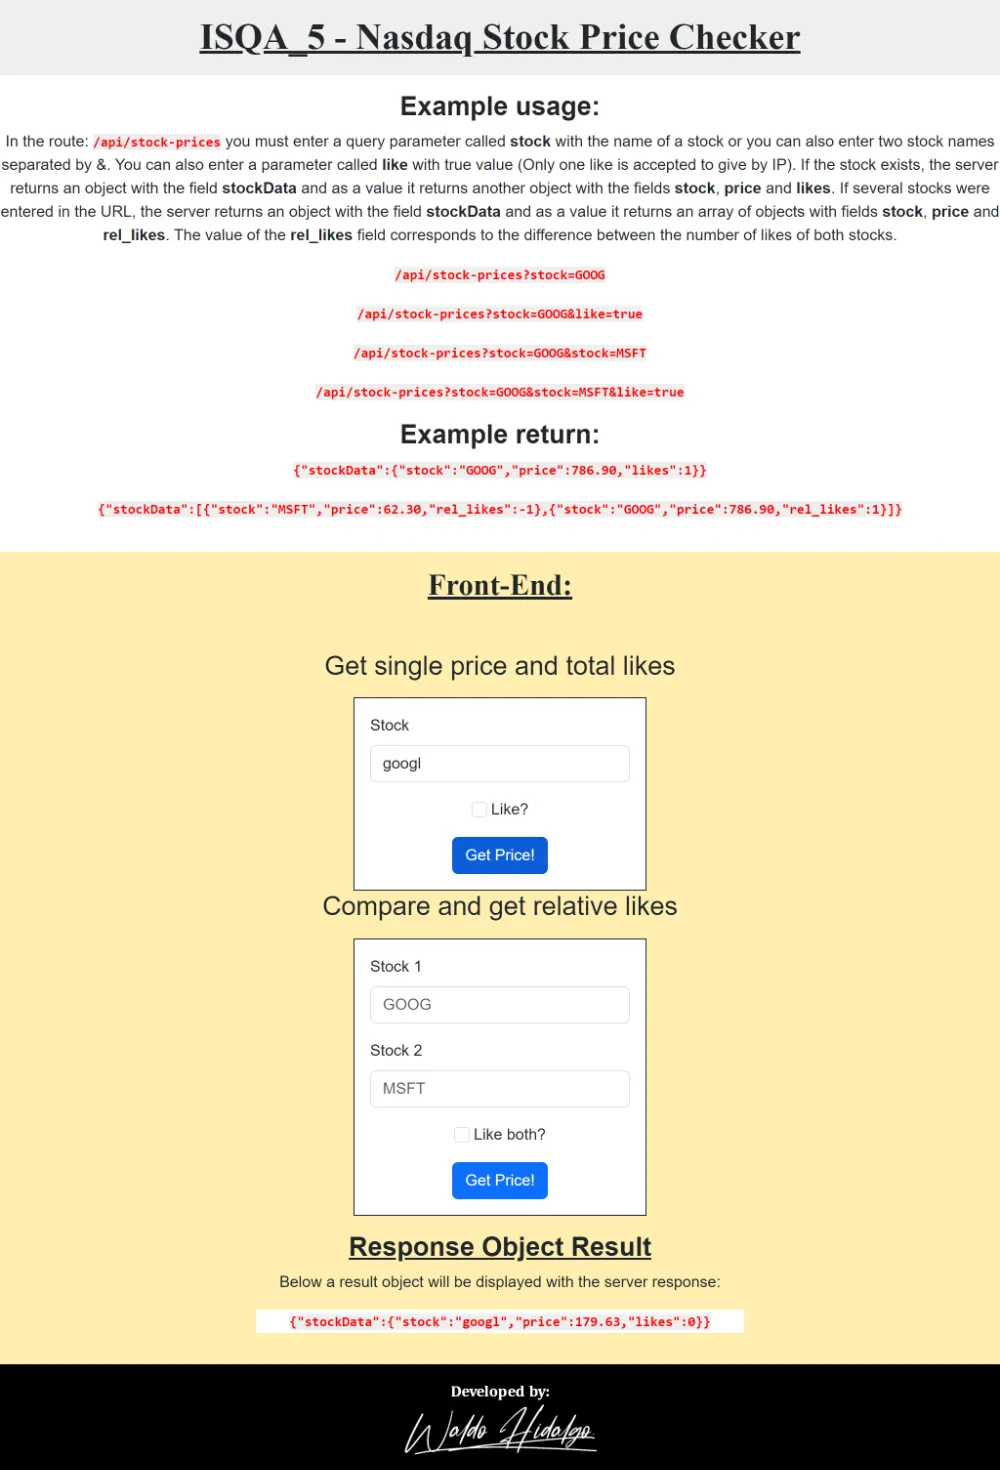 ISQA_5 - Nasdaq Stock Price Checker
Example usage:
In the route: /api/stock-prices you must enter a query parameter called stock with the name of a stock or you can also enter two stock names
separated by &. You can also enter a parameter called like with true value (Only one like is accepted to give by IP). If the stock exists, the server
returns an object with the field stockData and as a value it returns another object with the fields stock, price and likes. If several stocks were
entered in the URL, the server returns an object with the field stockData and as a value it returns an array of objects with fields stock, price and
rel_likes. The value of the rel_likes field corresponds to the difference between the number of likes of both stocks.
/api/stock-prices?stock=GOOG
/api/stock-prices?stock=GOOG&like=true
/api/stock-prices?stock=GOOG&stock=MSFT
/api/stock-prices?stock=GOOG&stock=MSFT&like=true
Example return:
{"stockData":{"stock":"GOOG","price":786.90,"likes":1}}
{"stockData":[{"stock":"MSFT","price":62.30,"rel_likes":-1},{"stock":"GOOG","price":786.90,"rel_likes":1}]}
Front-End:
Get single price and total likes
Stock
googl
Like?
Get Price!
Compare and get relative likes
Stock 1
GOOG
Stock 2
MSFT
Like both?
Get Price!
Response Object Result
Below a result object will be displayed with the server response:
{"stockData":{"stock":"googl","price":179.63,"likes":0}}
Developed by:
Waldo Hidalgo